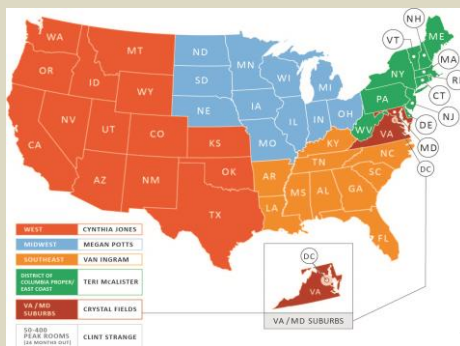 NH
VT
ME
WA
MT
ND
MN
MA
OR
ID
SD
WI
NY
RI
WY
MI
CT
NE
IA
PA
NJ
NV
UT
CO
IL
IN
OH
DE
CA
KS
MO
WV
VA
MD
KY
DC
AZ
NM
OK
AR
TN
NC
SC
TX
LA
MS
AL
GA
FL
WEST CYNTHIA JONES
MIDWEST MEGAN POTTS
SOUTHEAST VAN INGRAM
DISTRICT OF
COLUMBIA PROPER/
EAST COAST
TERI McALISTER
VA/MD
SUBURBS
CRYSTAL FIELDS
50-400
PEAK ROOMS
CLINT STRANGE
DC
VA
VA/MD SUBURBS